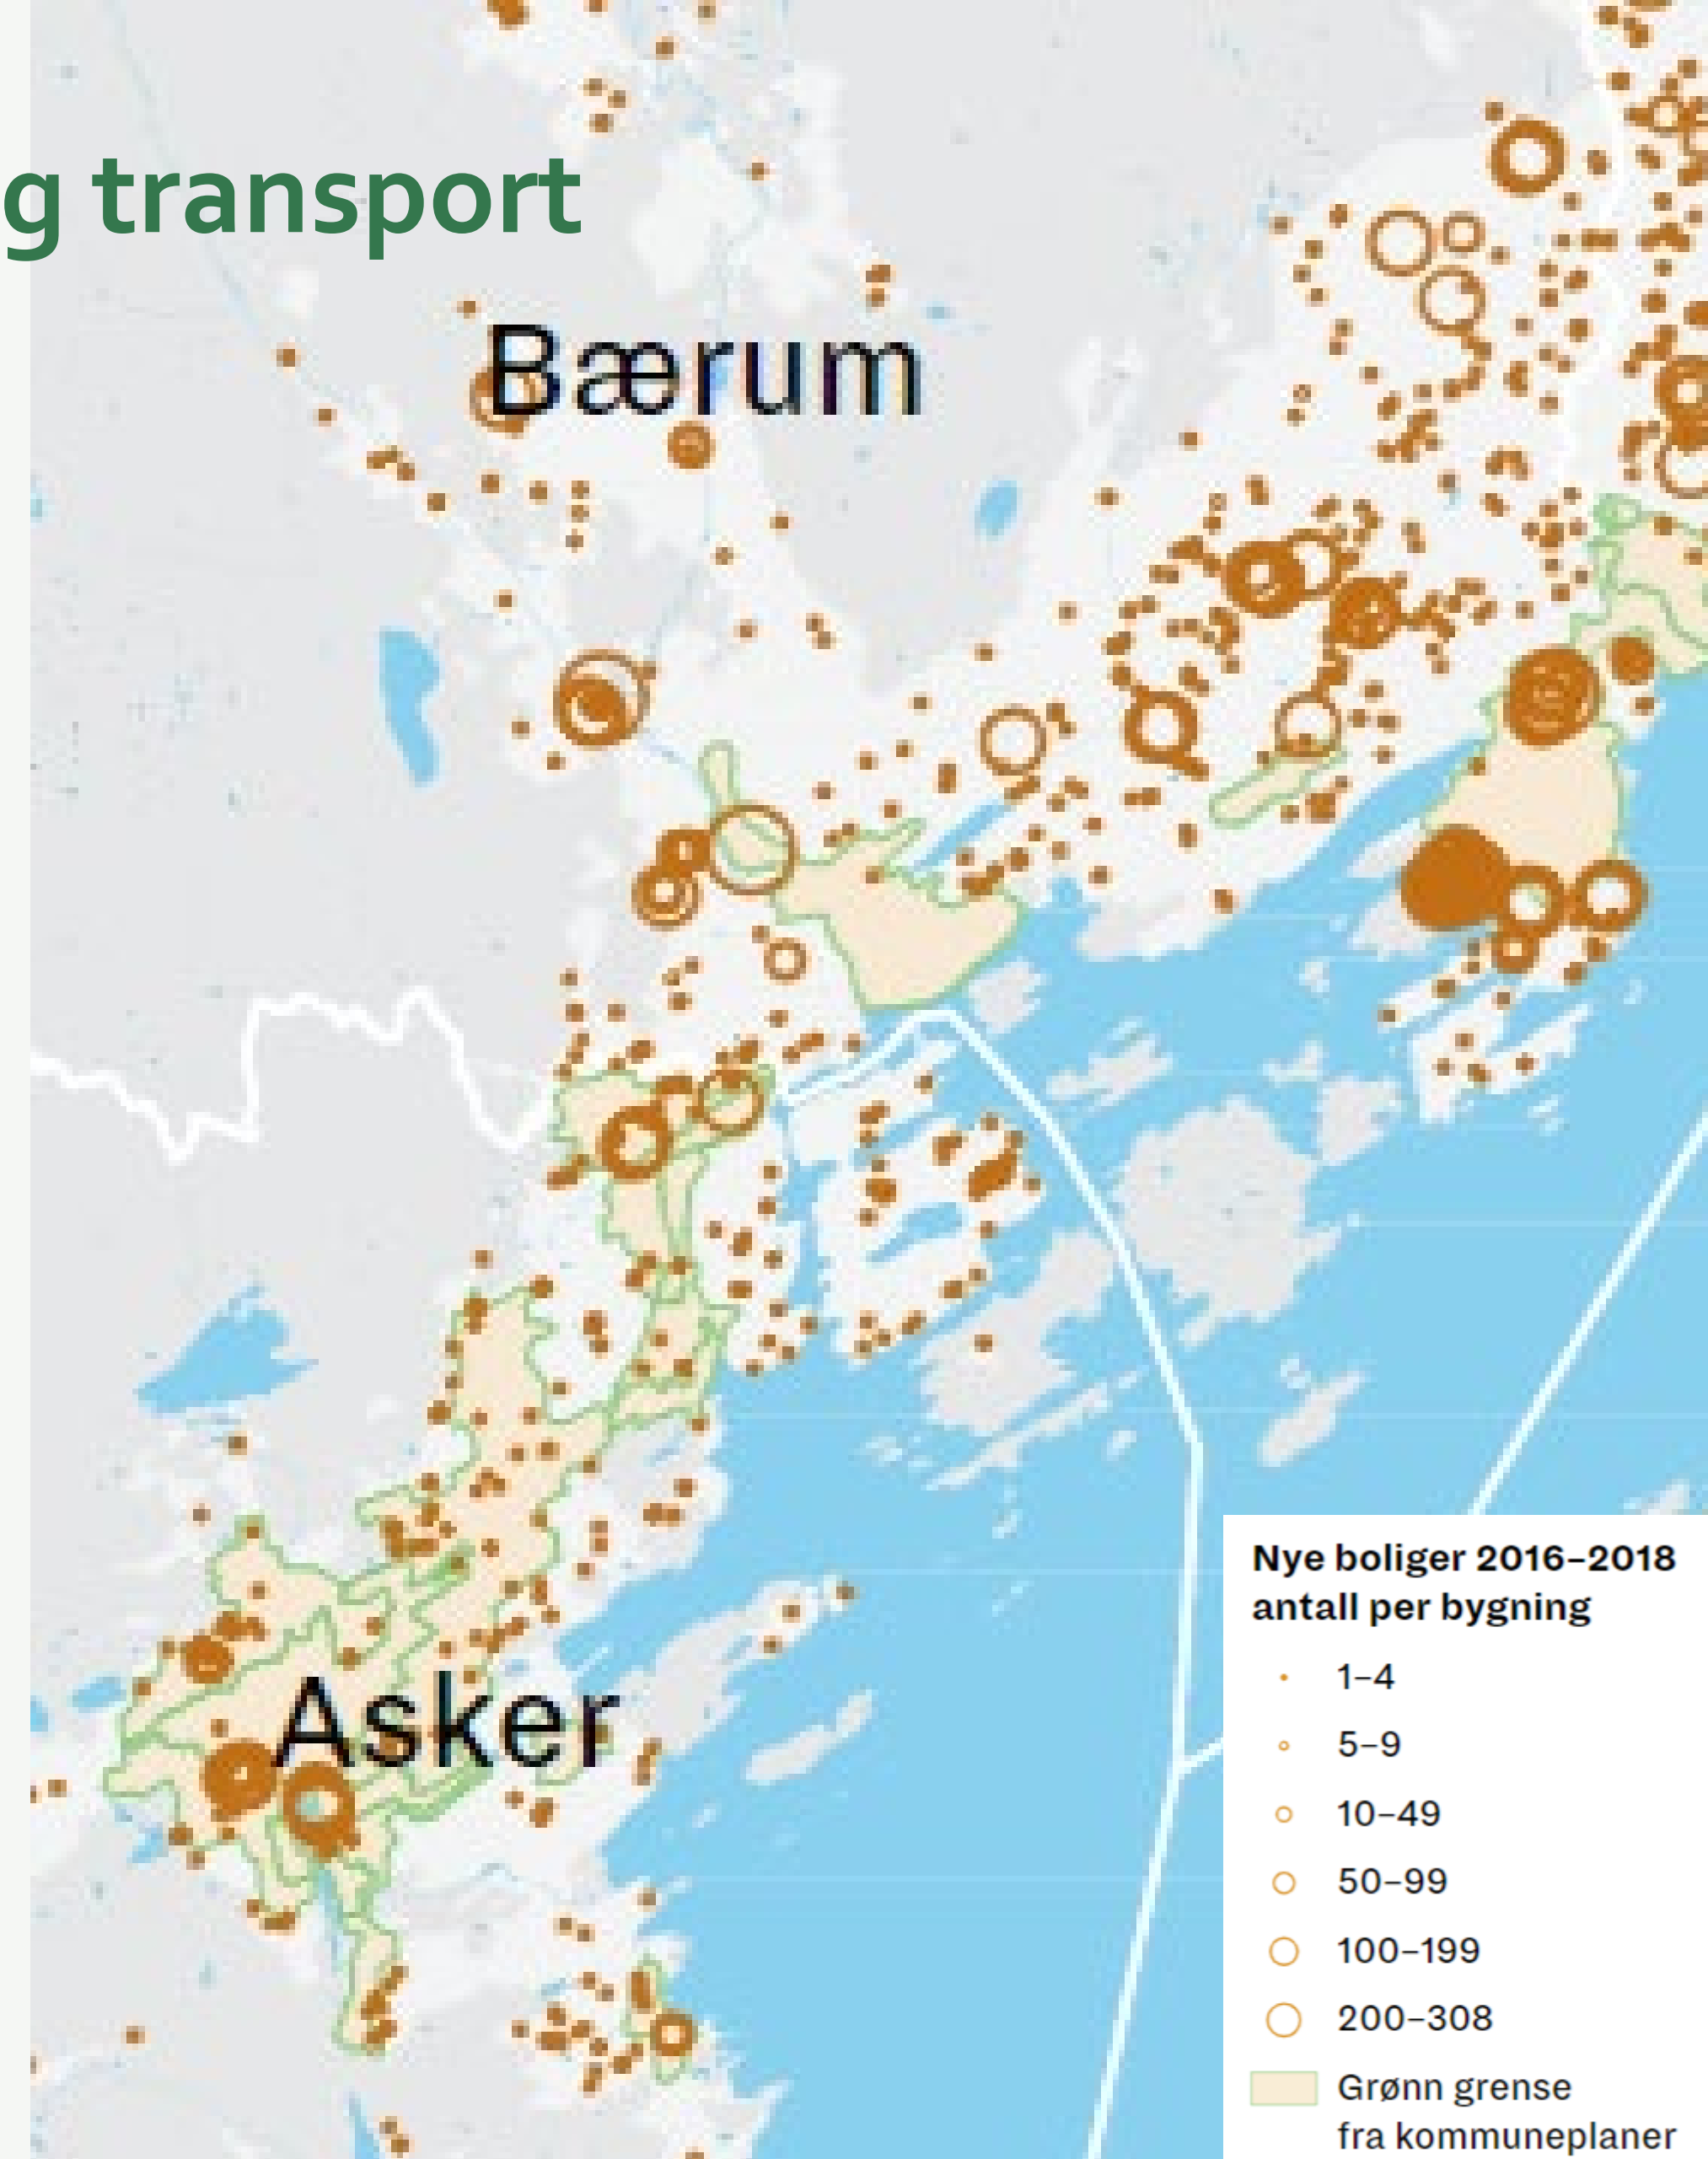 g transport
Bærum
Asker
Nye boliger 2016–2018
antall per bygning
1–4
5–9
10–49
50–99
100–199
200–308
Grønn grense
fra kommuneplaner